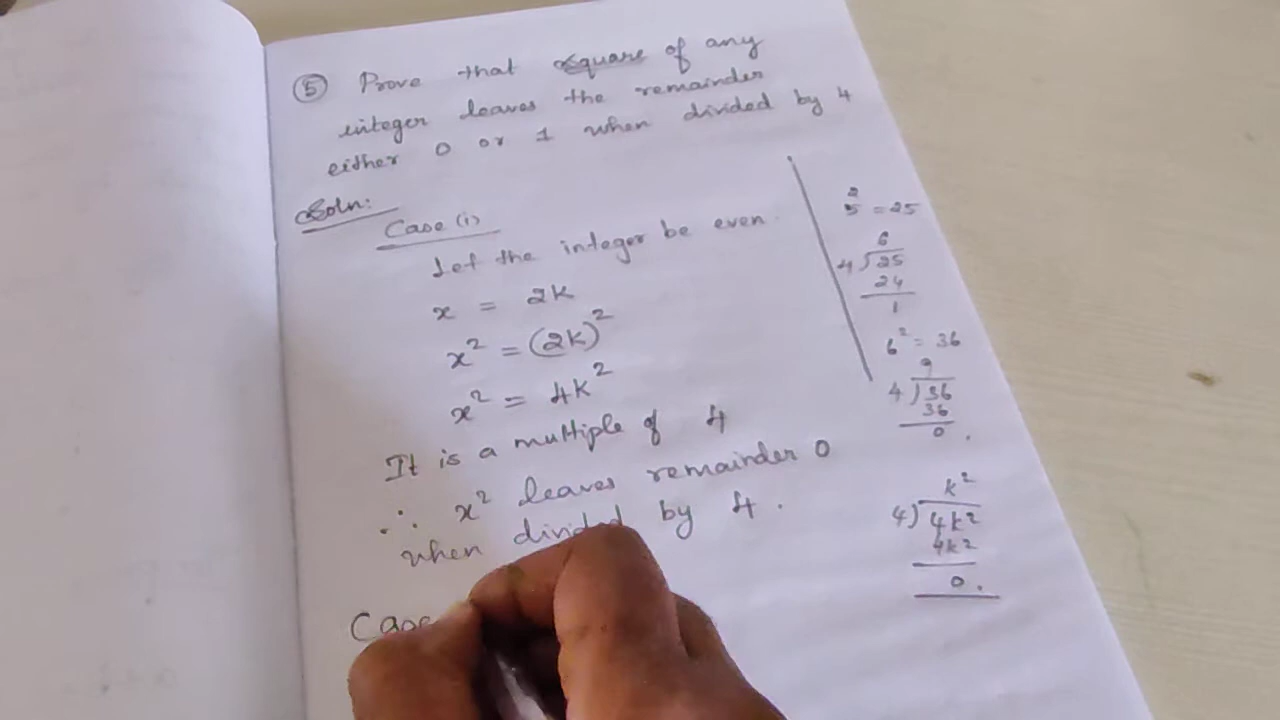 ⑤ Prove that square of any
integer leaves the remainder
either 0 or 1 when divided by 4
Soln:
Case (i)
Let the integer be even.
x = 2k
x² = (2k)²
x² = 4k²
It is a multiple of 4
∴ x² leaves remainder 0
when divided by 4.
Case
5² = 25
6
4)25
24
1
6² = 36
9
4)36
36
0.
k²
4)4k²
4k²
0.